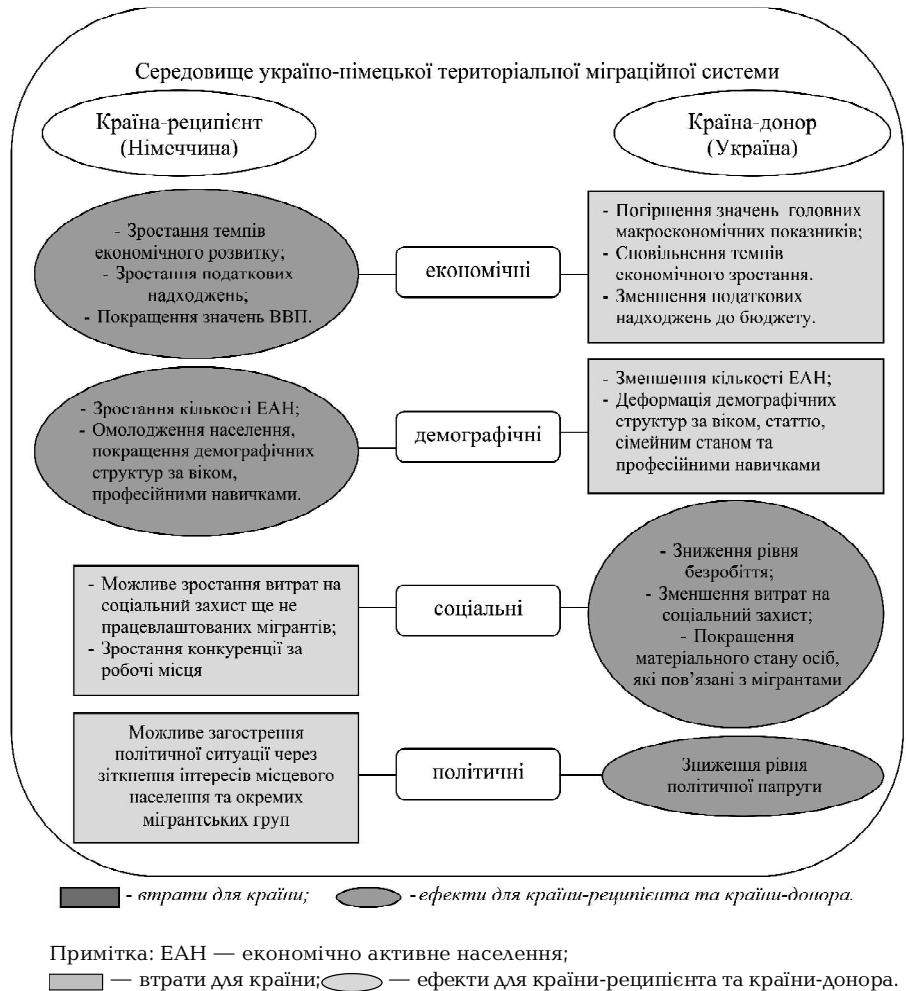 Середовище україно-німецької територіальної міграційної системи
Країна-реципієнт
(Німеччина)
Країна-донор
(Україна)
- Зростання темпів
економічного розвитку;
- Зростання податкових
надходжень;
- Покращення значень ВВП.
економічні
- Погіршення значень головних
макроекономічних показників;
- Сповільнення темпів
економічного зростання.
- Зменшення податкових
надходжень до бюджету.
- Зростання кількості ЕАН;
- Омолодження населення,
покращення демографічних
структур за віком,
професійними навичками.
демографічні
- Зменшення кількості ЕАН;
- Деформація демографічних
структур за віком, статтю,
сімейним станом та
професійними навичками
- Можливе зростання витрат на
соціальний захист ще не
працевлаштованих мігрантів;
- Зростання конкуренції за
робочі місця
соціальні
- Зниження рівня
безробіття;
- Зменшення витрат на
соціальний захист;
- Покращення
матеріального стану осіб,
які пов’язані з мігрантами
Можливе загострення
політичної ситуації через
зіткнення інтересів місцевого
населення та окремих
мігрантських груп
політичні
Зниження рівня
політичної напруги
- втрати для країни; - ефекти для країни-реципієнта та країни-донора.
Примітка: ЕАН — економічно активне населення;
— втрати для країни; — ефекти для країни-реципієнта та країни-донора.